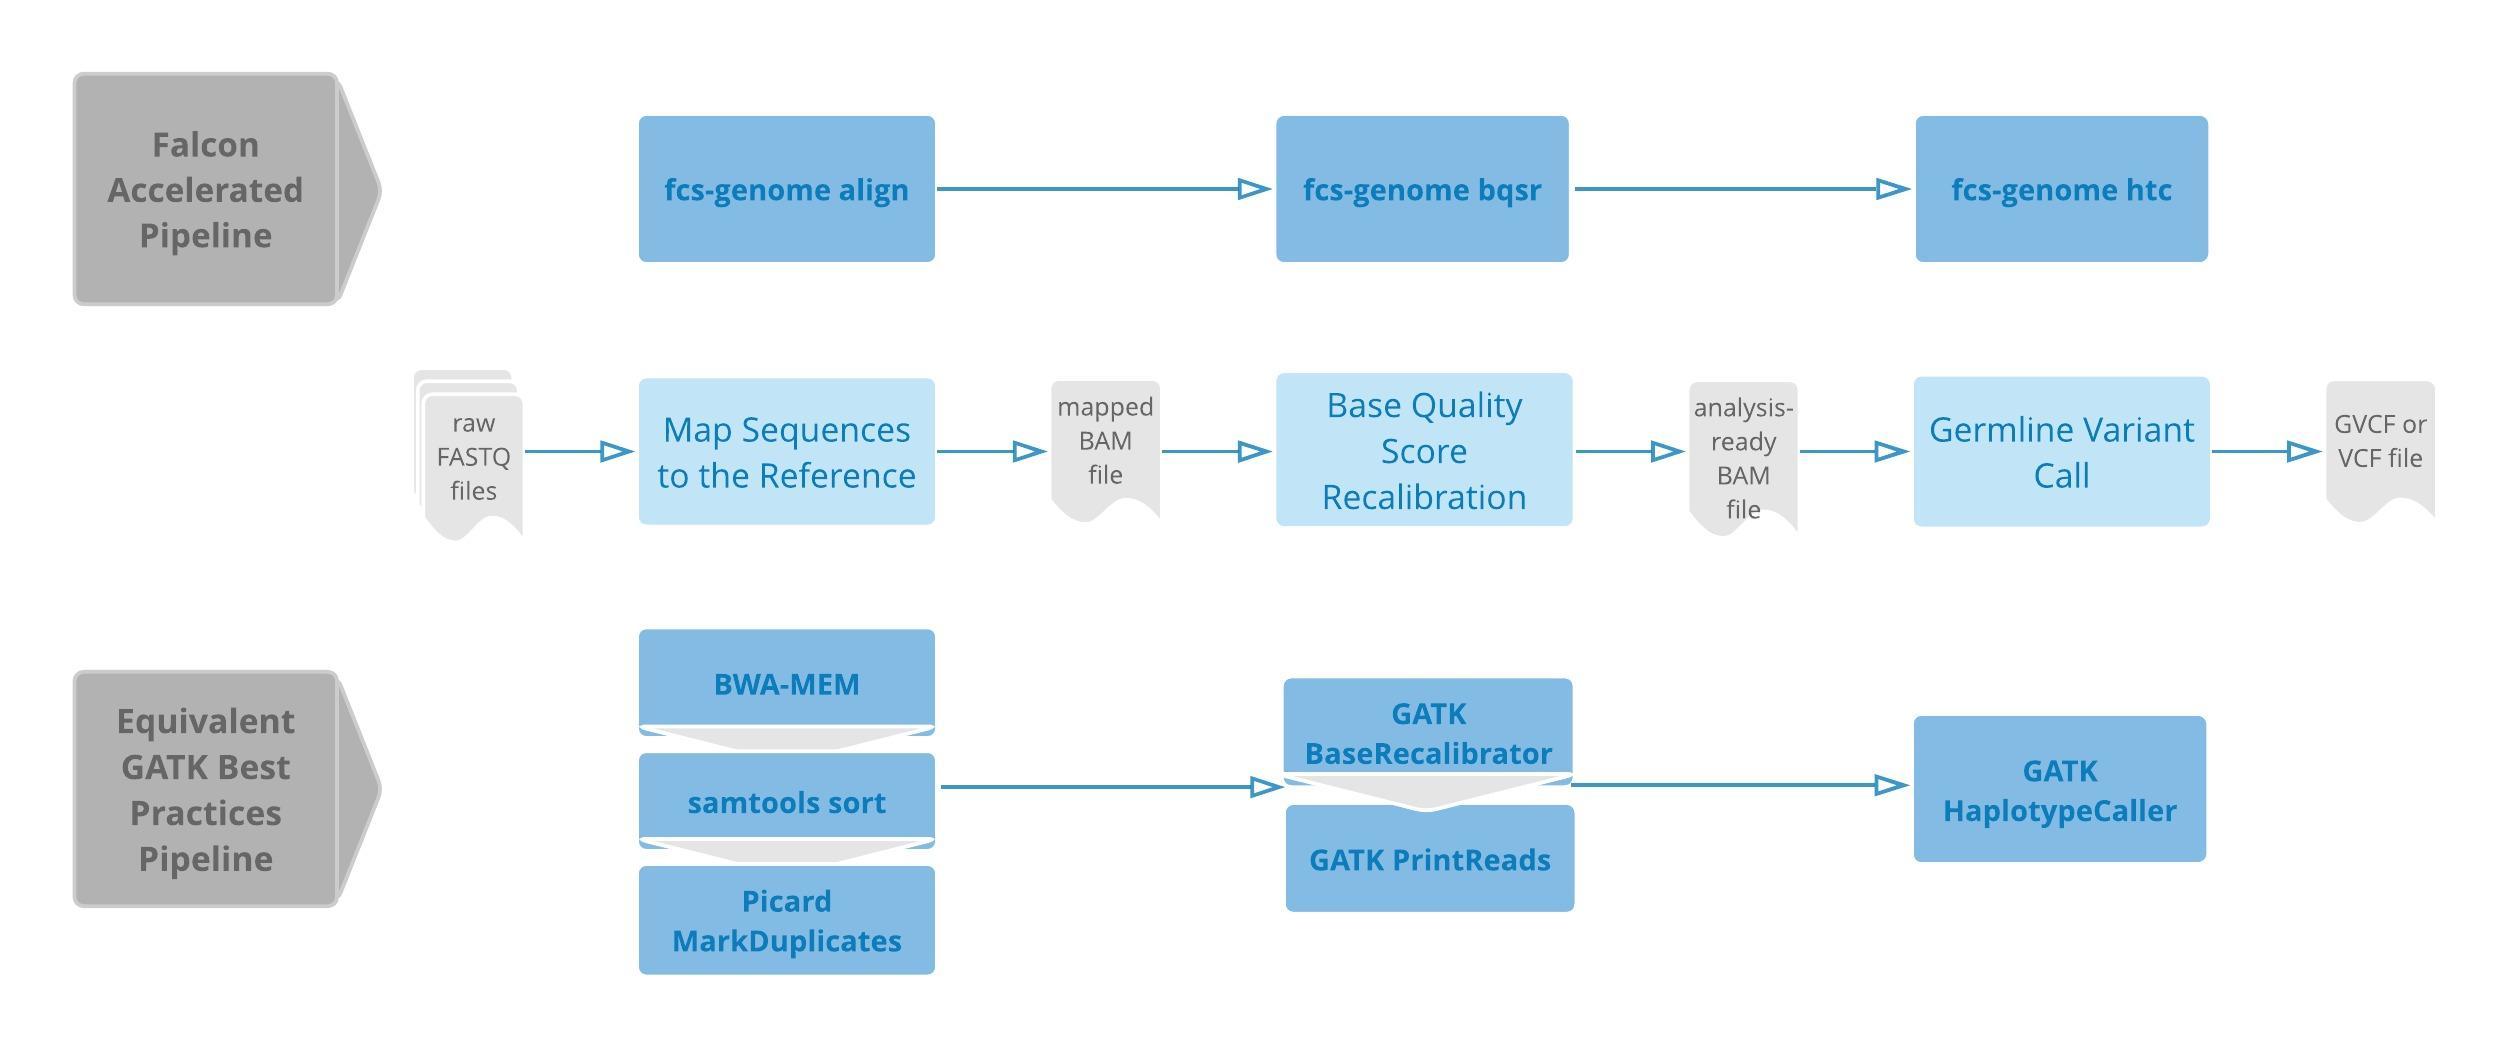 Falcon
Accelerated
Pipeline
fcs-genome align
fcs-genome bqsr
fcs-genome htc
raw
FASTQ
files
Map Sequences
to the Reference
mapped
BAM
file
Base Quality
Score
Recalibration
analysis-
ready
BAM
file
Germline Variant
Call
GVCF or
VCF file
Equivalent
GATK Best
Practices
Pipeline
BWA-MEM
samtools sort
Picard
MarkDuplicates
GATK
BaseRecalibrator
GATK PrintReads
GATK
HaplotypeCaller